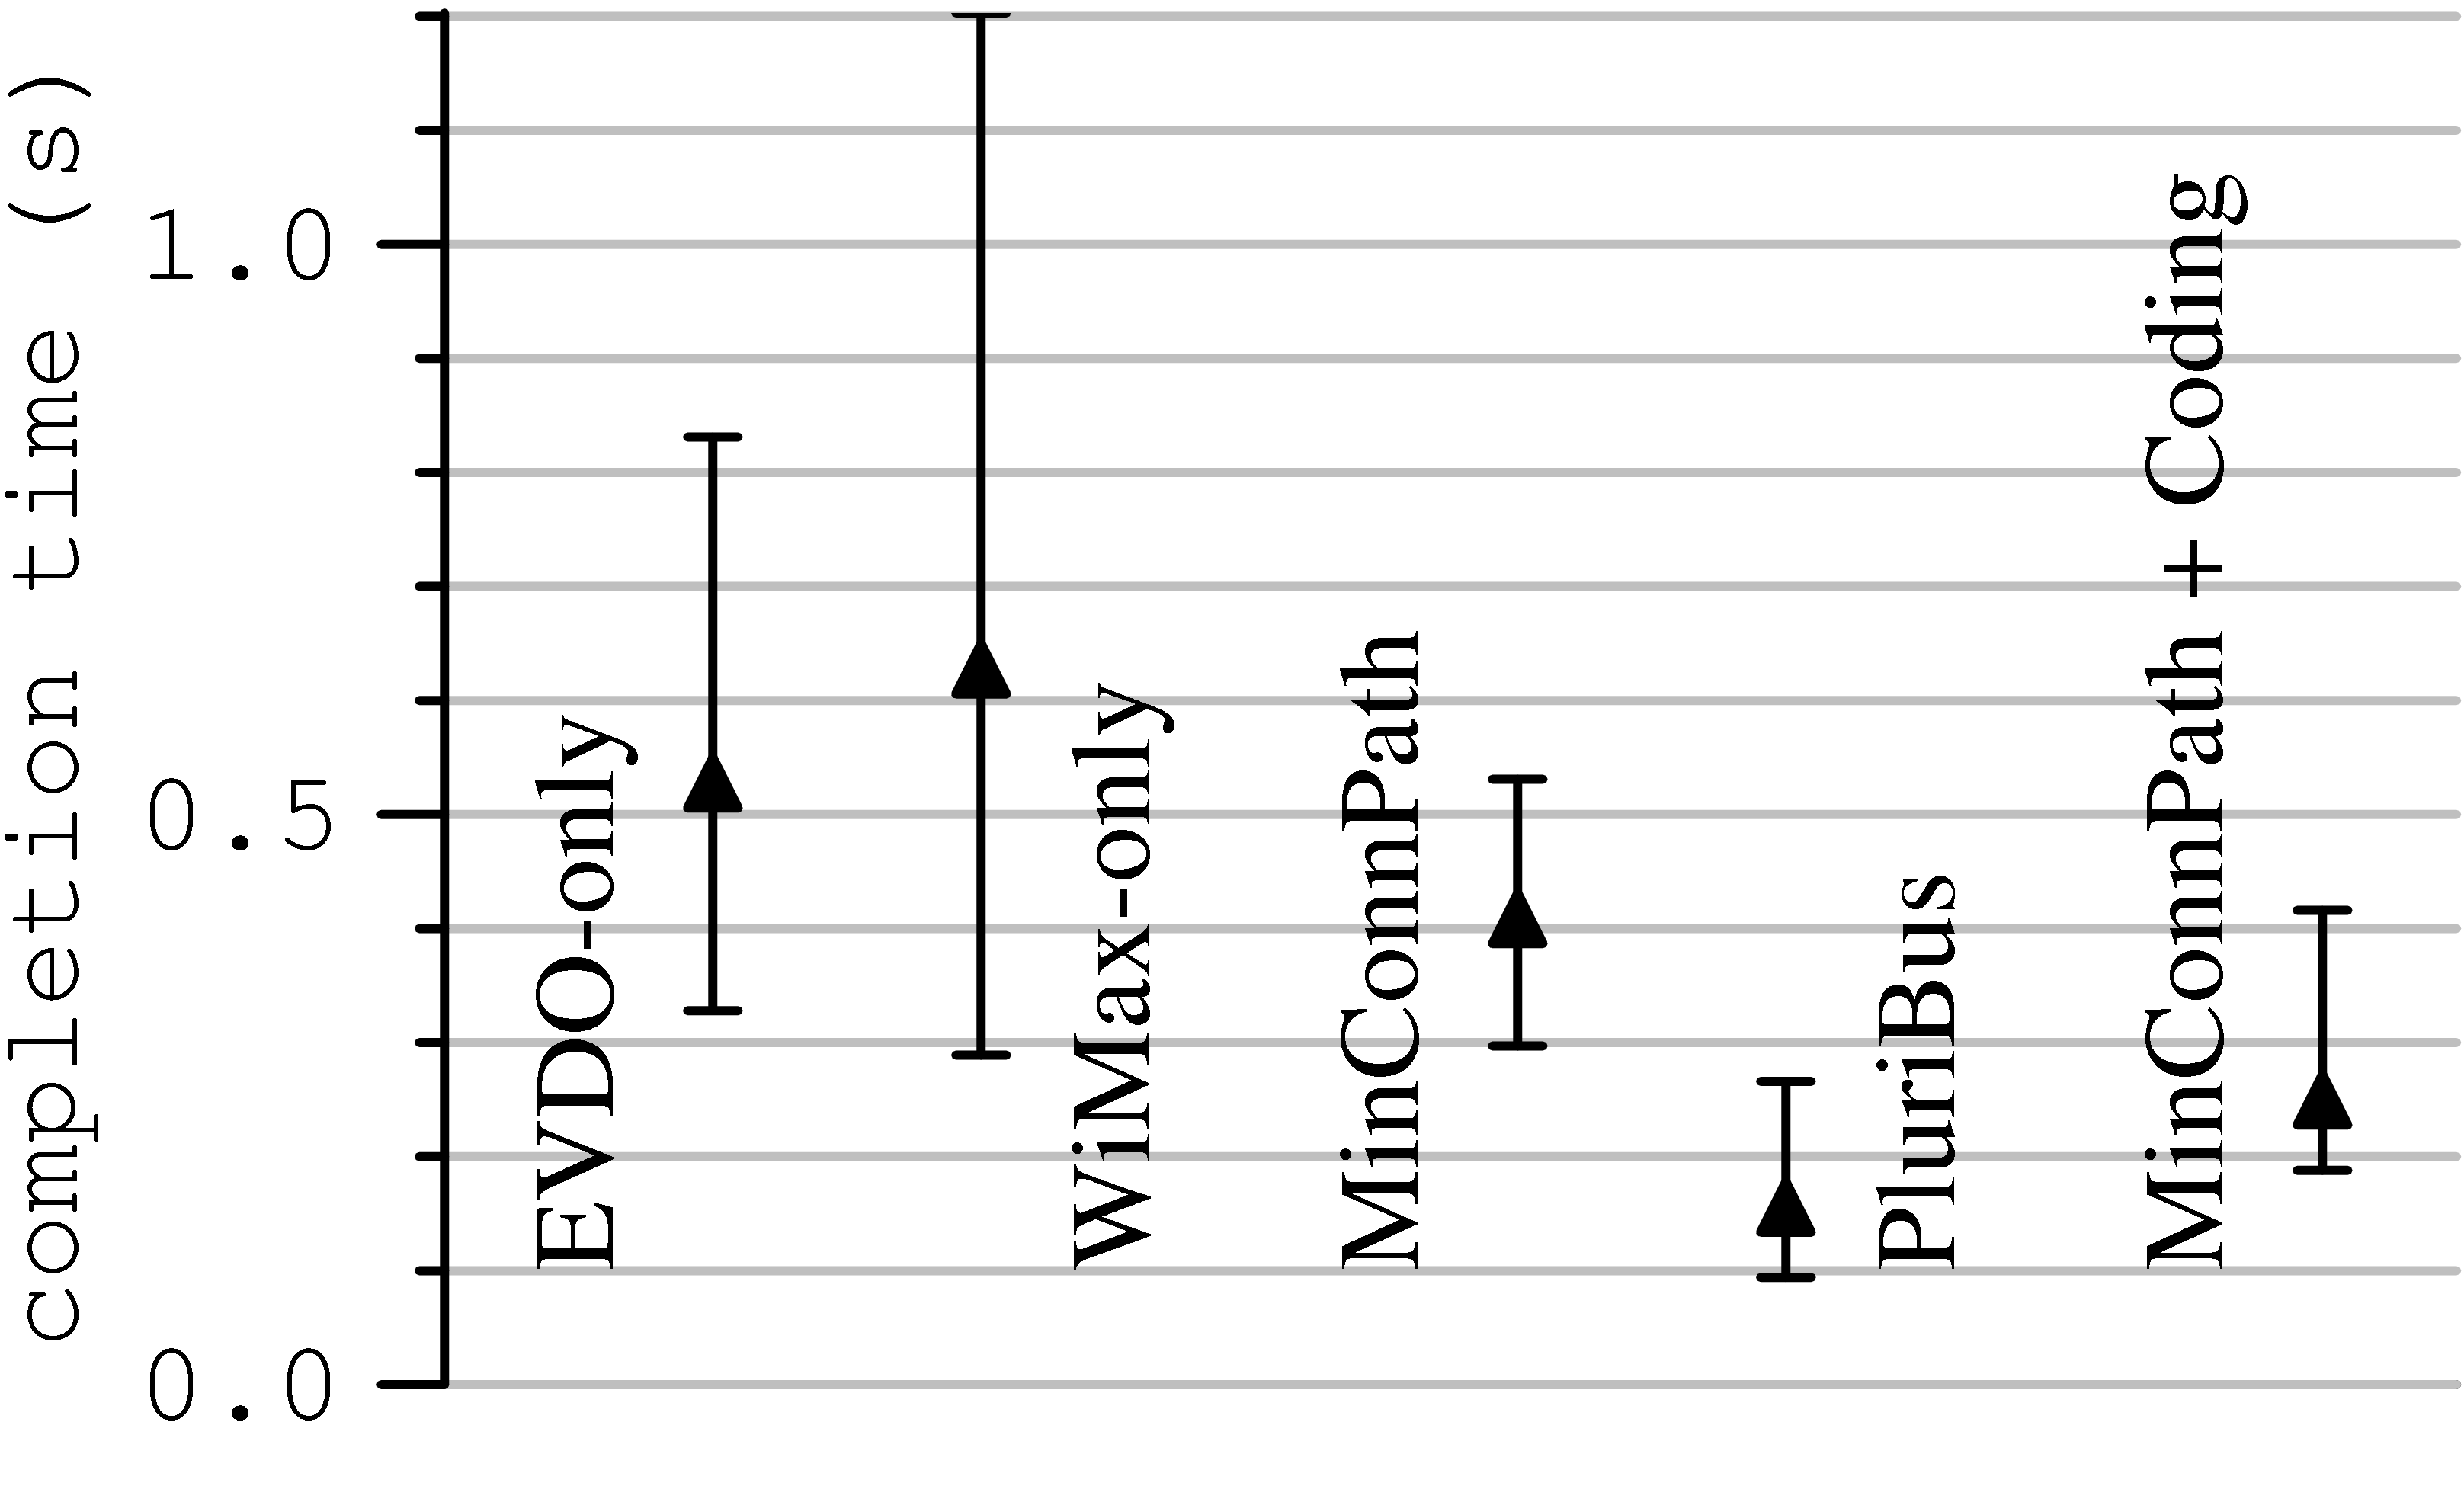 completion time (s)
1.0
0.5
0.0
EVDO-only
WiMax-only
MinConnPath
PluriBus
MinConnPath + Coding